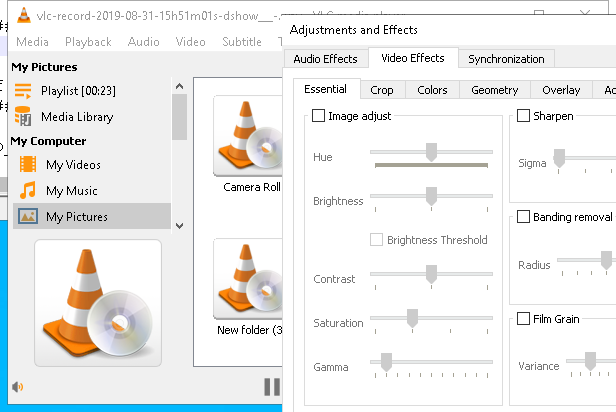 vlc-record-2019-08-31-15h51m01s-dshow___-.
Media Playback Audio Video Subtitle
My Pictures
Playlist [00:23]
Media Library
My Computer
My Videos
My Music
My Pictures
Camera Roll
New folder (3
Adjustments and Effects
Audio Effects Video Effects Synchronization
Essential Crop Colors Geometry Overlay
Image adjust
Hue
Brightness
Brightness Threshold
Contrast
Saturation
Gamma
Sharpen
Sigma
Banding removal
Radius
Film Grain
Variance